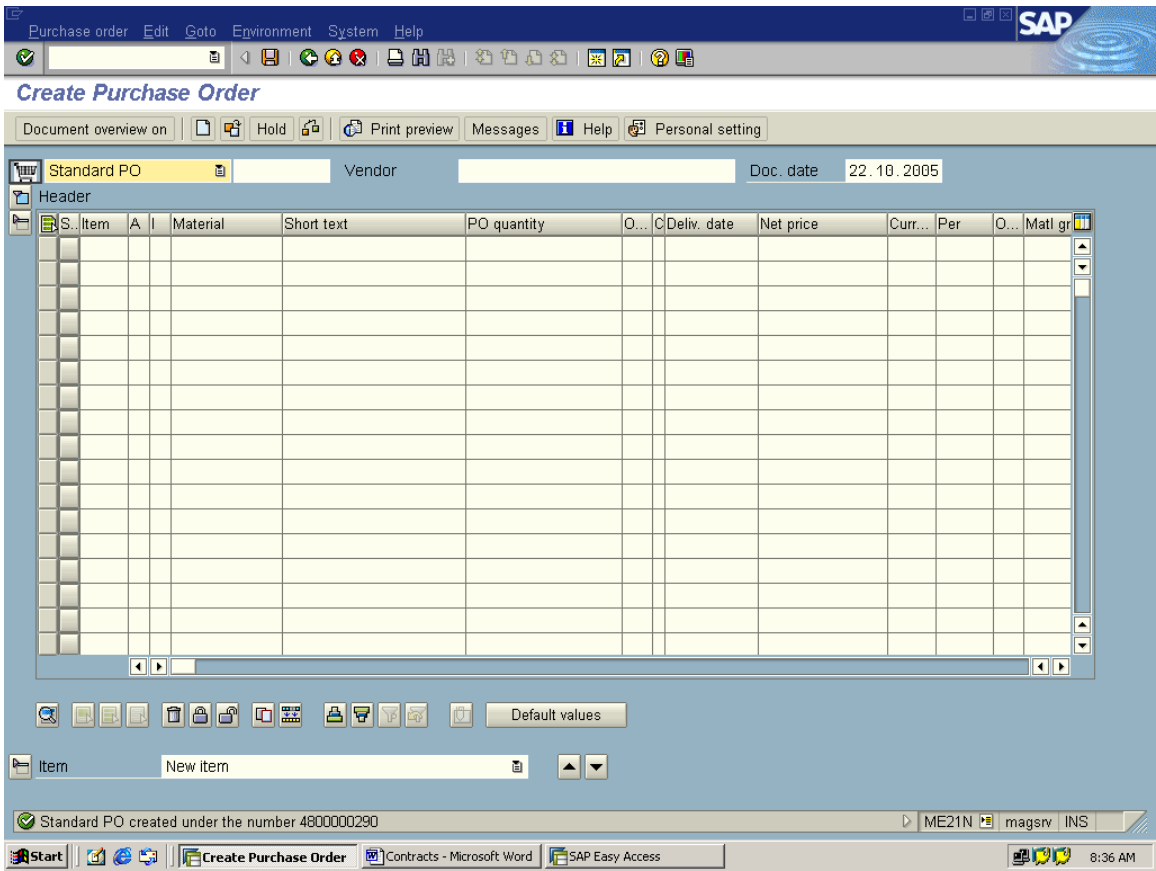 Purchase order Edit Goto Environment System Help
SAP
Create Purchase Order
Document overview on Hold Print preview Messages Help Personal setting
Standard PO Vendor Doc. date 22.10.2005
Header
S.. Item A I Material Short text PO quantity O... C Deliv. date Net price Curr... Per O... Matl gr
Default values
Item New item
Standard PO created under the number 4800000290 ME21N magsrv INS
Start Create Purchase Order Contracts - Microsoft Word SAP Easy Access 8:36 AM